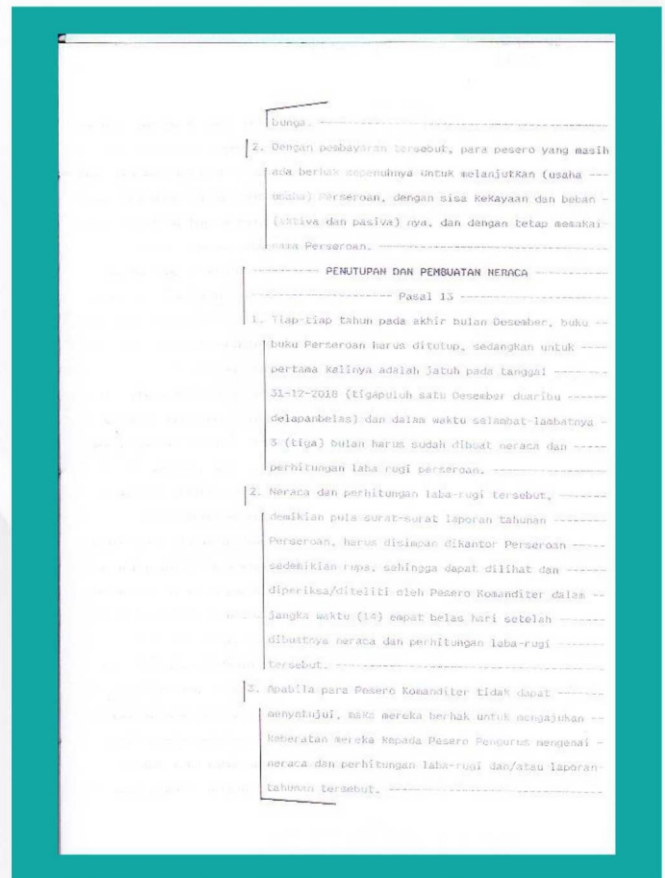 bunga. ---
2. Dengan pembayaran tersebut, para pesero yang masih
ada berhak sepenuhnya untuk melanjutkan (usaha ---
usaha) Perseroan, dengan sisa kekayaan dan beban -
(aktiva dan pasiva) nya, dan dengan tetap memakai
nama Perseroan. ---
--- PENUTUPAN DAN PEMBUATAN NERACA ---
--- Pasal 13 ---
1. Tiap-tiap tahun pada akhir bulan Desember, buku --
buku Perseroan harus ditutup, sedangkan untuk ----
pertama kalinya adalah jatuh pada tanggal ---
31-12-2018 (tigapuluh satu Desember duaribu ---
delapanbelas) dan dalam waktu selambat-lambatnya -
3 (tiga) bulan harus sudah dibuat neraca dan -----
perhitungan laba rugi perseroan. ---
2. Neraca dan perhitungan laba-rugi tersebut, ---
demikian pula surat-surat laporan tahunan ---
Perseroan, harus disimpan dikantor Perseroan -----
sedemikian rupa, sehingga dapat dilihat dan ---
diperiksa/diteliti oleh Pesero Komanditer dalam --
jangka waktu (14) empat belas hari setelah ---
dibuatnya neraca dan perhitungan laba-rugi ---
tersebut. ---
3. Apabila para Pesero Komanditer tidak dapat ---
menyetujui, maka mereka berhak untuk mengajukan --
keberatan mereka kepada Pesero Pengurus mengenai -
neraca dan perhitungan laba-rugi dan/atau laporan-
tahunan tersebut. ---